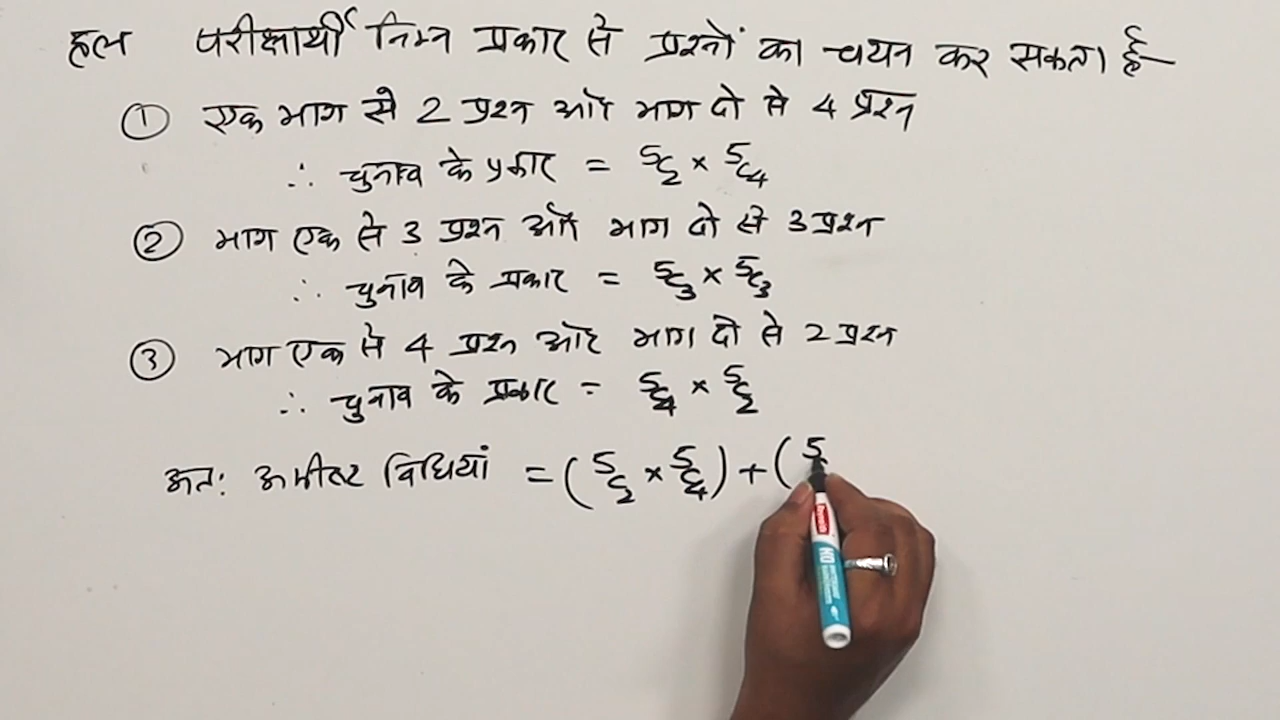 हल परीक्षार्थी निम्न प्रकार से प्रश्नों का चयन कर सकता है—
① एक भाग से 2 प्रश्न और भाग दो से 4 प्रश्न
∴ चुनाव के प्रकार = ⁵C₂ × ⁵C₄
② भाग एक से 3 प्रश्न और भाग दो से 3 प्रश्न
∴ चुनाव के प्रकार = ⁵C₃ × ⁵C₃
③ भाग एक से 4 प्रश्न और भाग दो से 2 प्रश्न
∴ चुनाव के प्रकार = ⁵C₄ × ⁵C₂
अतः अभीष्ट विधियां = (⁵C₂ × ⁵C₄) + (⁵